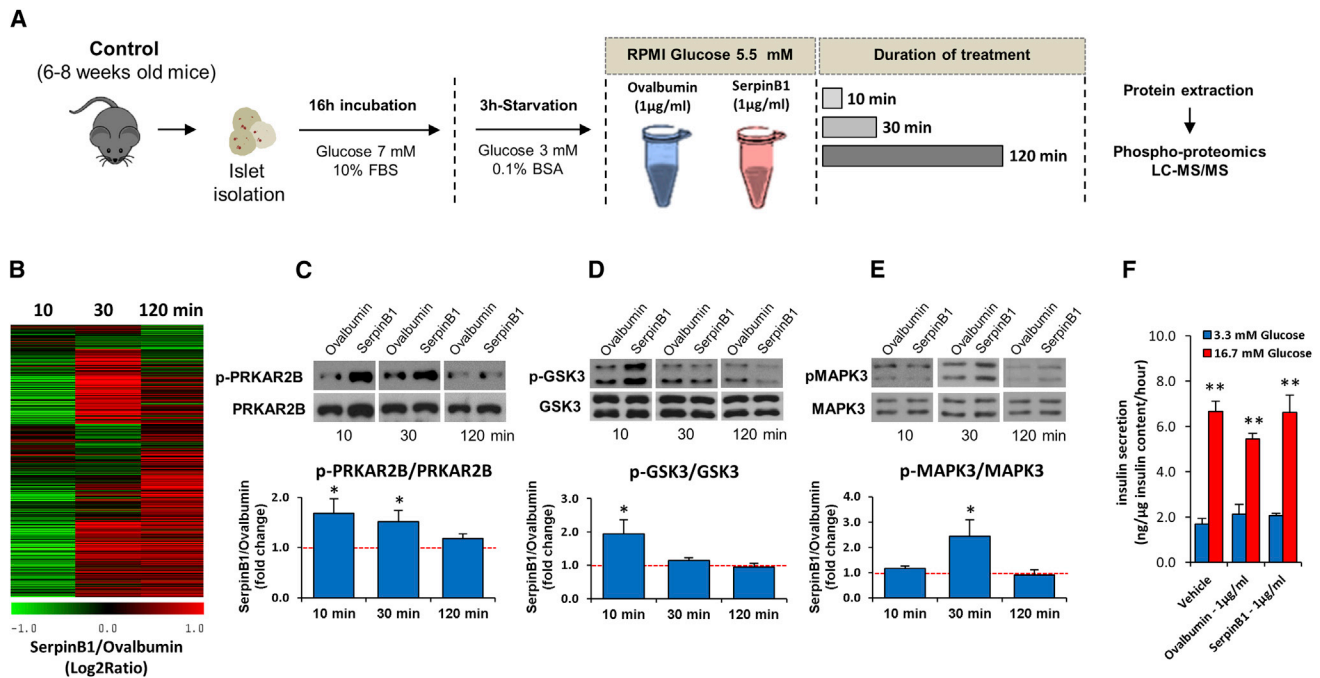 A
Control
(6-8 weeks old mice)
Islet
isolation
16h incubation
Glucose 7 mM
10% FBS
3h-Starvation
Glucose 3 mM
0.1% BSA
RPMI Glucose 5.5 mM
Ovalbumin
(1µg/ml)
SerpinB1
(1µg/ml)
Duration of treatment
10 min
30 min
120 min
Protein extraction
Phospho-proteomics
LC-MS/MS
B
10 30 120 min
-1.0 0.0 1.0
SerpinB1/Ovalbumin
(Log2Ratio)
C
Ovalbumin SerpinB1 Ovalbumin SerpinB1 Ovalbumin SerpinB1
p-PRKAR2B
PRKAR2B
10 30 120 min
p-PRKAR2B/PRKAR2B
SerpinB1/Ovalbumin
(fold change)
2.0
1.0
0.0
* *
10 min 30 min 120 min
D
Ovalbumin SerpinB1 Ovalbumin SerpinB1 Ovalbumin SerpinB1
p-GSK3
GSK3
10 30 120 min
p-GSK3/GSK3
SerpinB1/Ovalbumin
(fold change)
3.0
2.0
1.0
0.0
*
10 min 30 min 120 min
E
Ovalbumin SerpinB1 Ovalbumin SerpinB1 Ovalbumin SerpinB1
pMAPK3
MAPK3
10 30 120 min
p-MAPK3/MAPK3
SerpinB1/Ovalbumin
(fold change)
4.0
3.0
2.0
1.0
0.0
*
10 min 30 min 120 min
F
3.3 mM Glucose
16.7 mM Glucose
insulin secretion
(ng/µg insulin content/hour)
10.0
8.0
6.0
4.0
2.0
0.0
** ** **
Vehicle
Ovalbumin - 1µg/ml
SerpinB1 - 1µg/ml